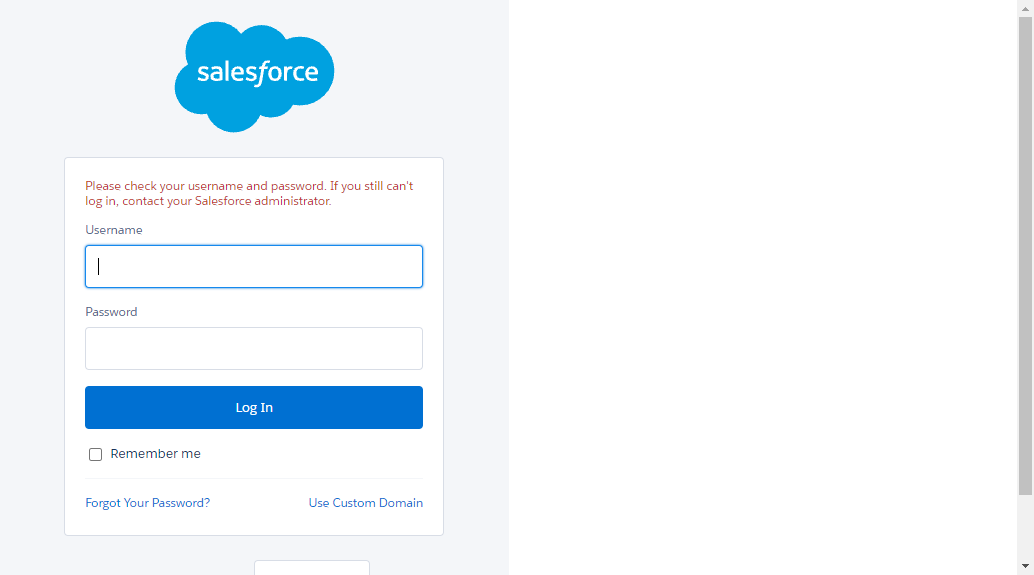 salesforce
Please check your username and password. If you still can't
log in, contact your Salesforce administrator.
Username
Password
Log In
Remember me
Forgot Your Password?
Use Custom Domain